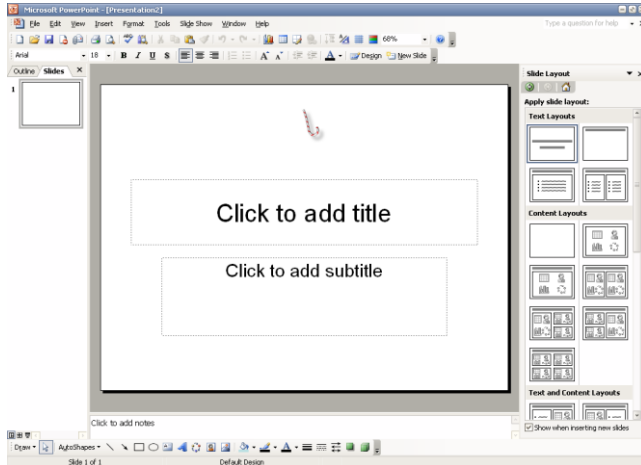 Microsoft PowerPoint - [Presentation2]
File Edit View Insert Format Tools Slide Show Window Help
Type a question for help
68%
Arial 18 B I U S A A A Design New Slide
Outline Slides
Slide Layout
1
Apply slide layout:
Text Layouts
Click to add title
Content Layouts
Click to add subtitle
Text and Content Layouts
Click to add notes
Show when inserting new slides
Draw AutoShapes A
Slide 1 of 1 Default Design